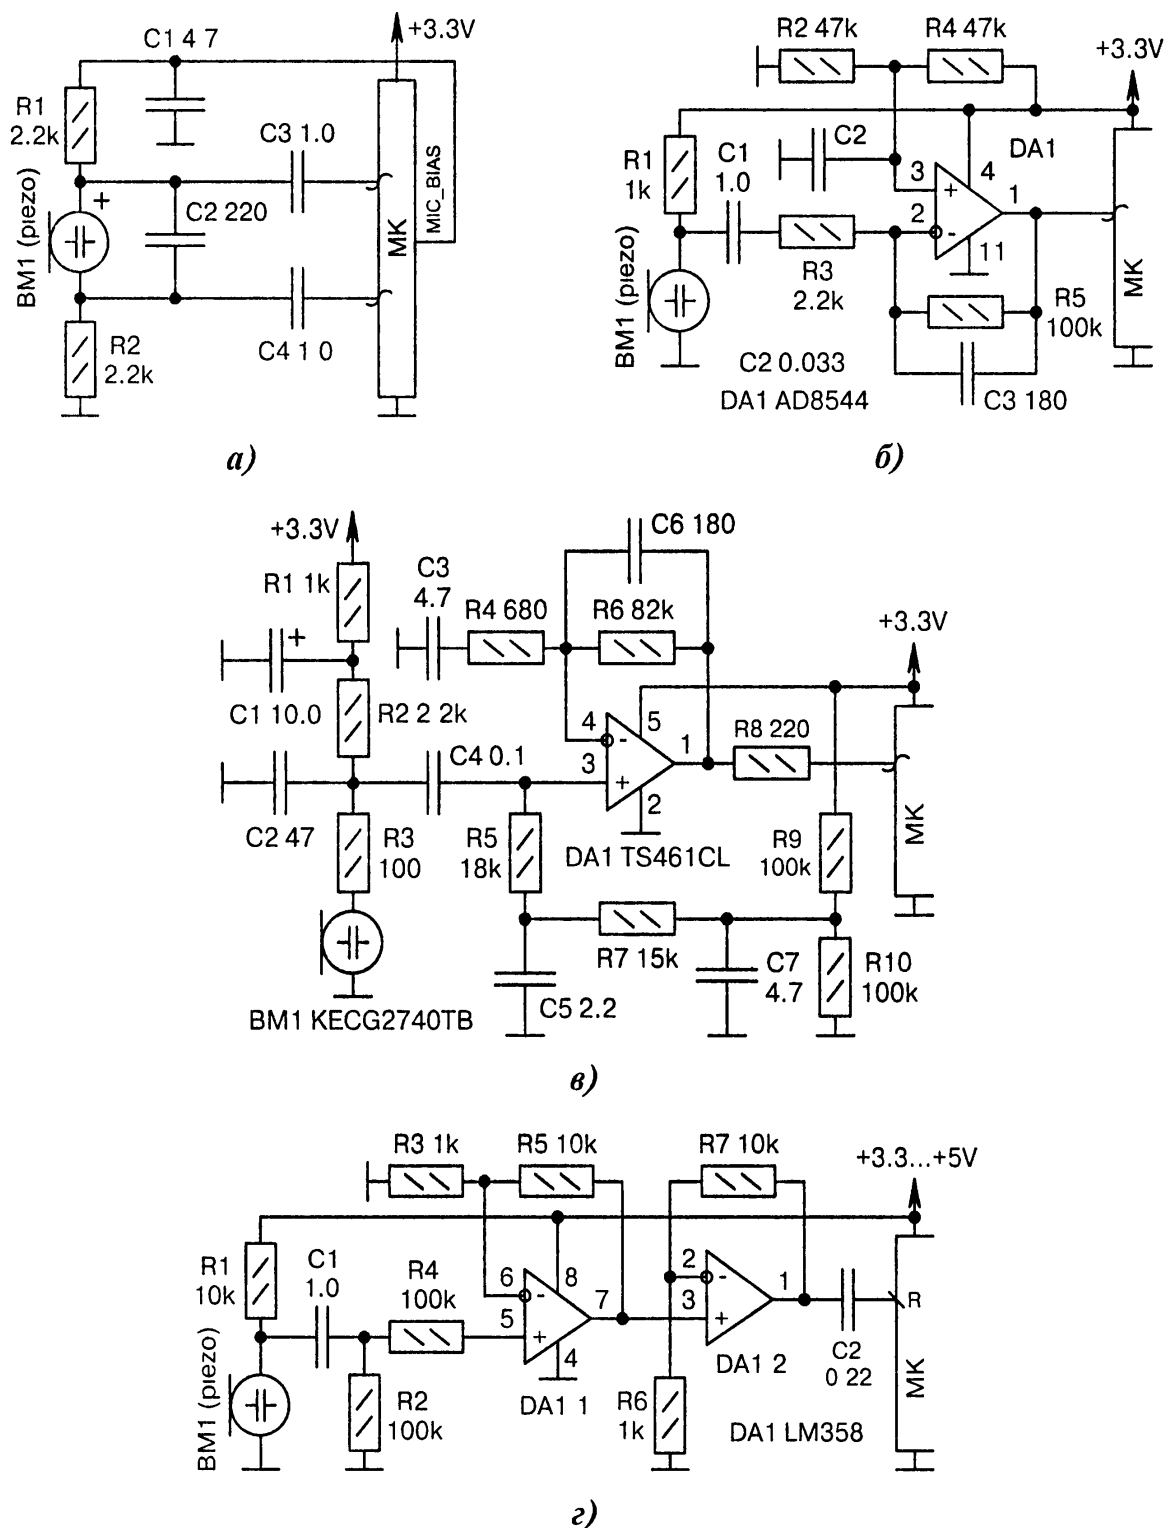 C1 4 7
+3.3V
R1
2.2k
C3 1.0
+
C2 220
BM1 (piezo)
MK
MIC_BIAS
R2
2.2k
C4 1 0
а)
R2 47k
R4 47k
+3.3V
R1
1k
C1
1.0
C2
DA1
3
4
+
1
2
-
11
R3
2.2k
BM1 (piezo)
R5
100k
MK
C2 0.033
DA1 AD8544
C3 180
б)
+3.3V
R1 1k
C3
4.7
C6 180
R4 680
R6 82k
+3.3V
+
C1 10.0
R2 2 2k
4
-
5
1
R8 220
C4 0.1
3
+
2
MK
C2 47
R3
100
R5
18k
DA1 TS461CL
R9
100k
R7 15k
C7
4.7
R10
100k
C5 2.2
BM1 KECG2740TB
в)
R3 1k
R5 10k
R7 10k
+3.3...+5V
R1
10k
C1
1.0
R4
100k
6
-
8
7
5
+
4
2
-
1
3
+
R
BM1 (piezo)
R2
100k
DA1 1
R6
1k
DA1 2
C2
0 22
MK
DA1 LM358
г)